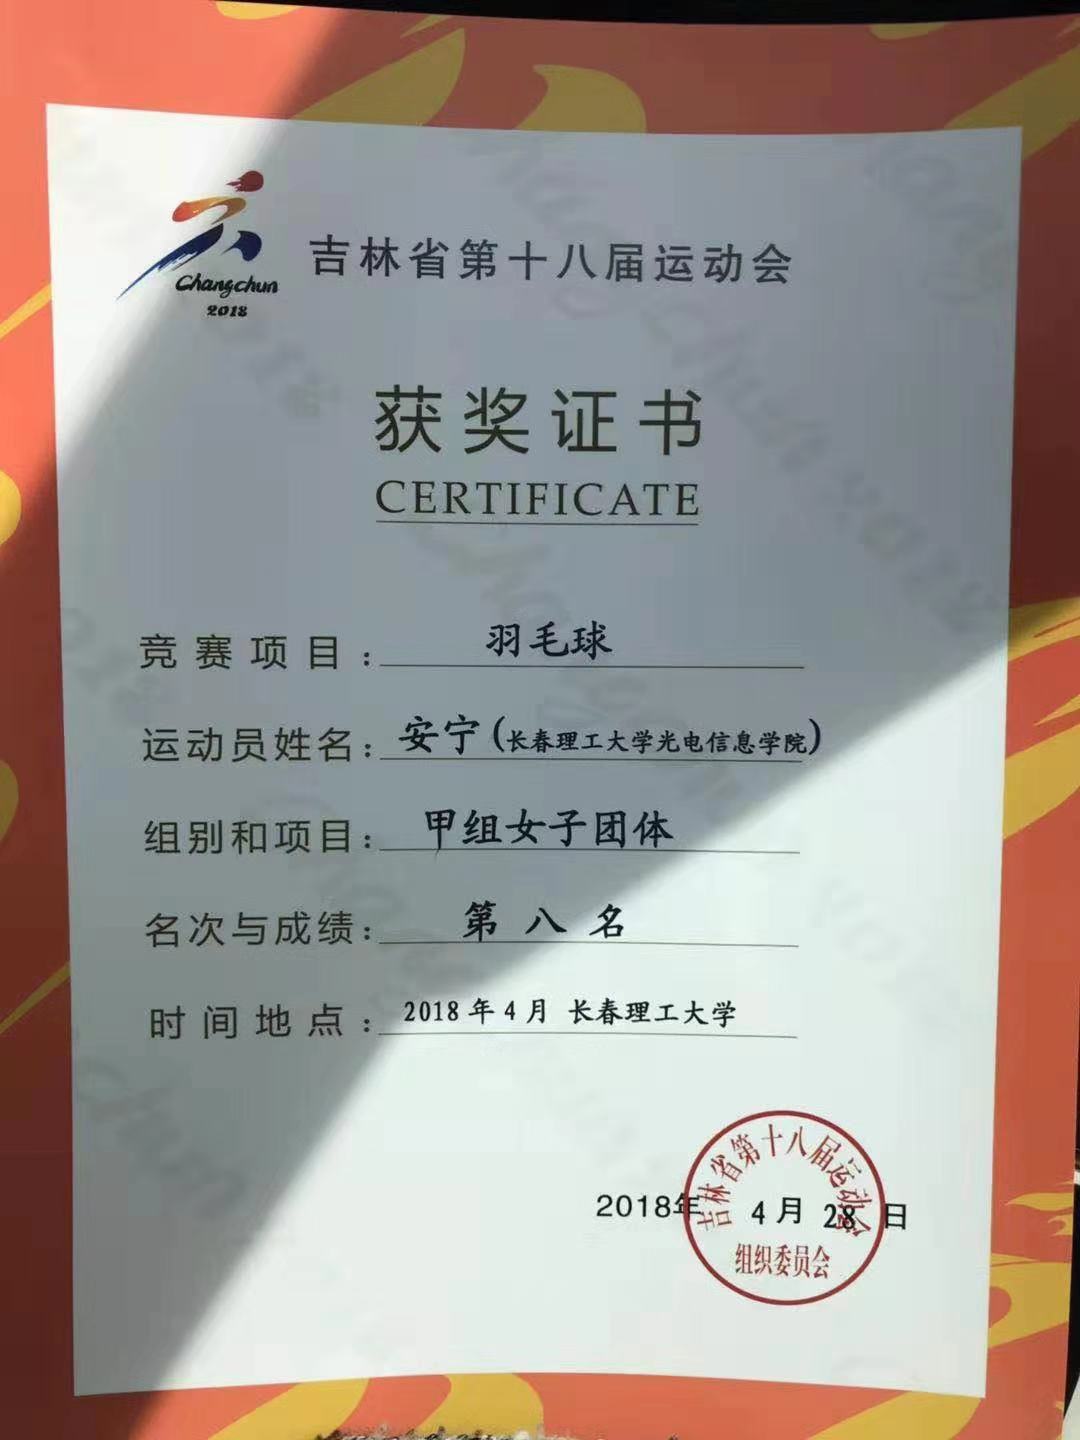 吉林省第十八届运动会
Changchun
2018
获奖证书
CERTIFICATE
竞赛项目：羽毛球
运动员姓名：安宁(长春理工大学光电信息学院)
组别和项目：甲组女子团体
名次与成绩：第八名
时间地点：2018年4月 长春理工大学
吉林省第十八届运动会
2018年 4月 28 日
组织委员会